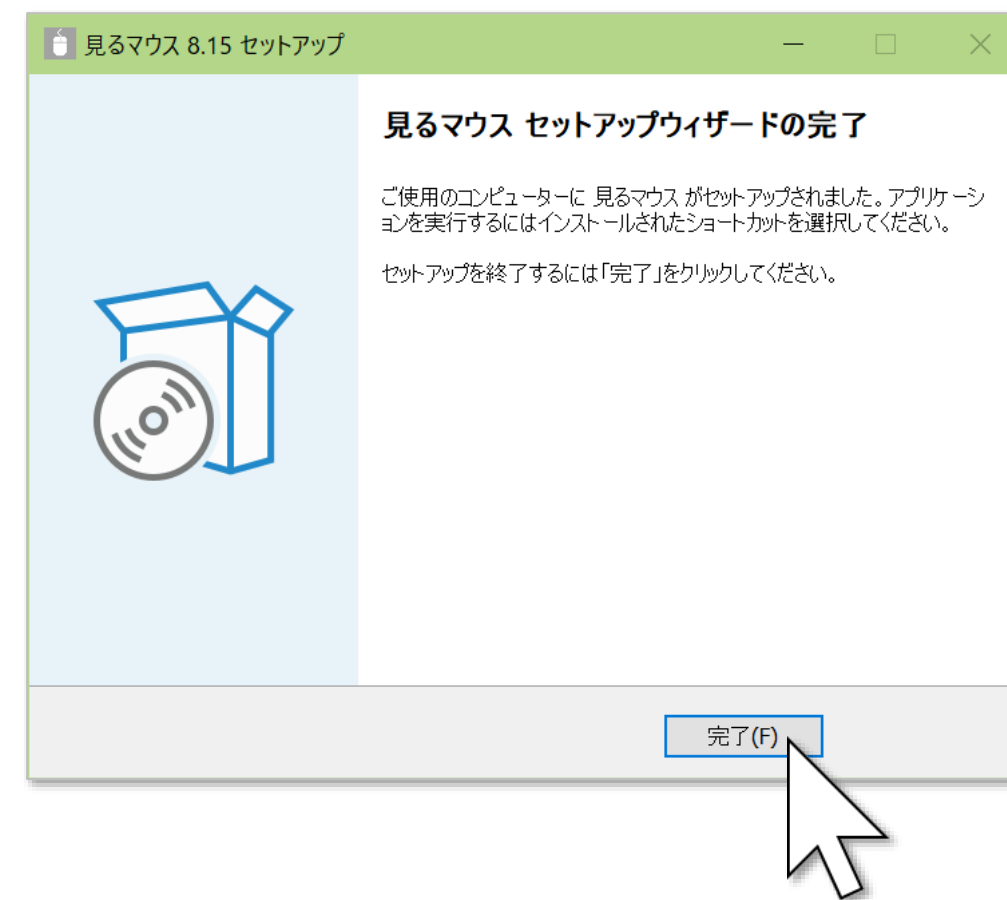 見るマウス 8.15 セットアップ
見るマウス セットアップウィザードの完了
ご使用のコンピューターに 見るマウス がセットアップされました。アプリケーシ
ョンを実行するにはインストールされたショートカットを選択してください。
セットアップを終了するには「完了」をクリックしてください。
完了(F)